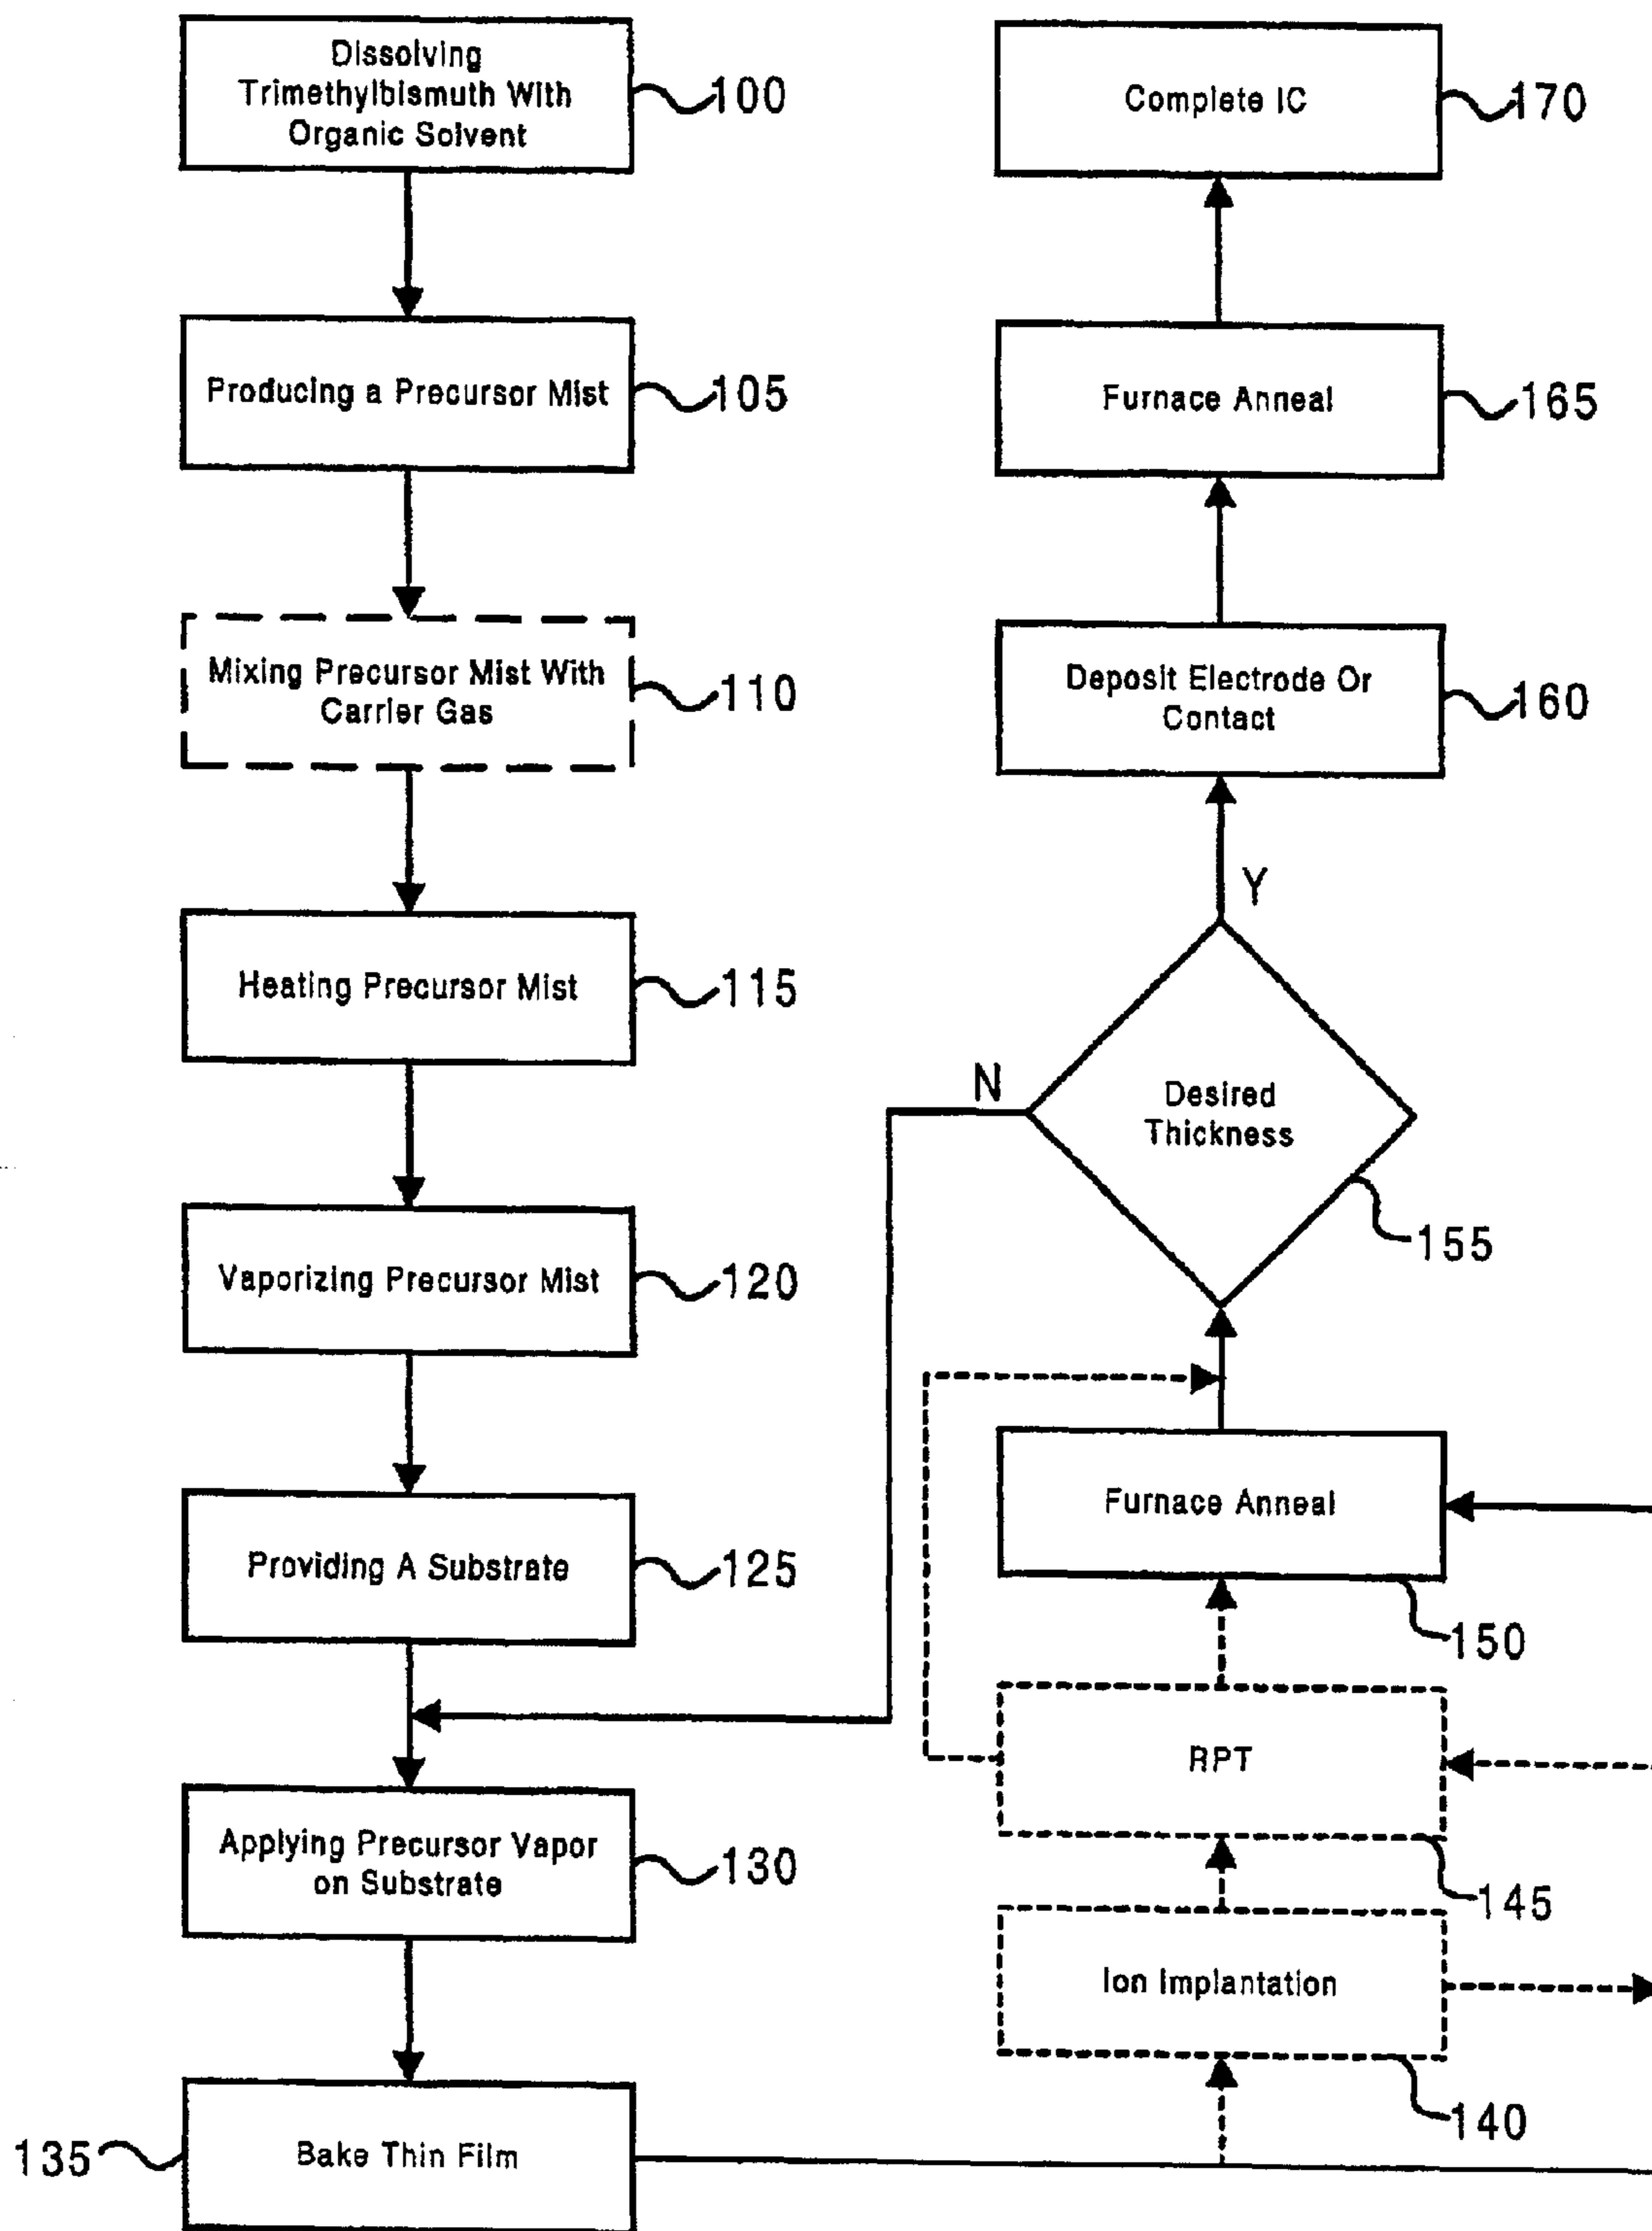 Dissolving
Trimethylbismuth With
Organic Solvent
100
Producing a Precursor Mist
105
Mixing Precursor Mist With
Carrier Gas
110
Heating Precursor Mist
115
Vaporizing Precursor Mist
120
Providing A Substrate
125
Applying Precursor Vapor
on Substrate
130
Bake Thin Film
135
Ion Implantation
140
RPT
145
Furnace Anneal
150
Desired
Thickness
155
N
Y
Deposit Electrode Or
Contact
160
Furnace Anneal
165
Complete IC
170